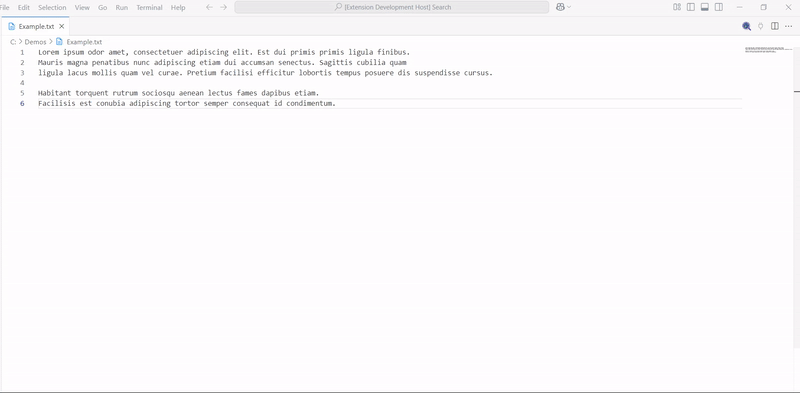 File Edit Selection View Go Run Terminal Help [Extension Development Host] Search
Example.txt
C: > Demos > Example.txt
1 Lorem ipsum odor amet, consectetuer adipiscing elit. Est dui primis primis ligula finibus.
2 Mauris magna penatibus nunc adipiscing etiam dui accumsan senectus. Sagittis cubilia quam
3 ligula lacus mollis quam vel curae. Pretium facilisi efficitur lobortis tempus posuere dis suspendisse cursus.
4
5 Habitant torquent rutrum sociosqu aenean lectus fames dapibus etiam.
6 Facilisis est conubia adipiscing tortor semper consequat id condimentum.